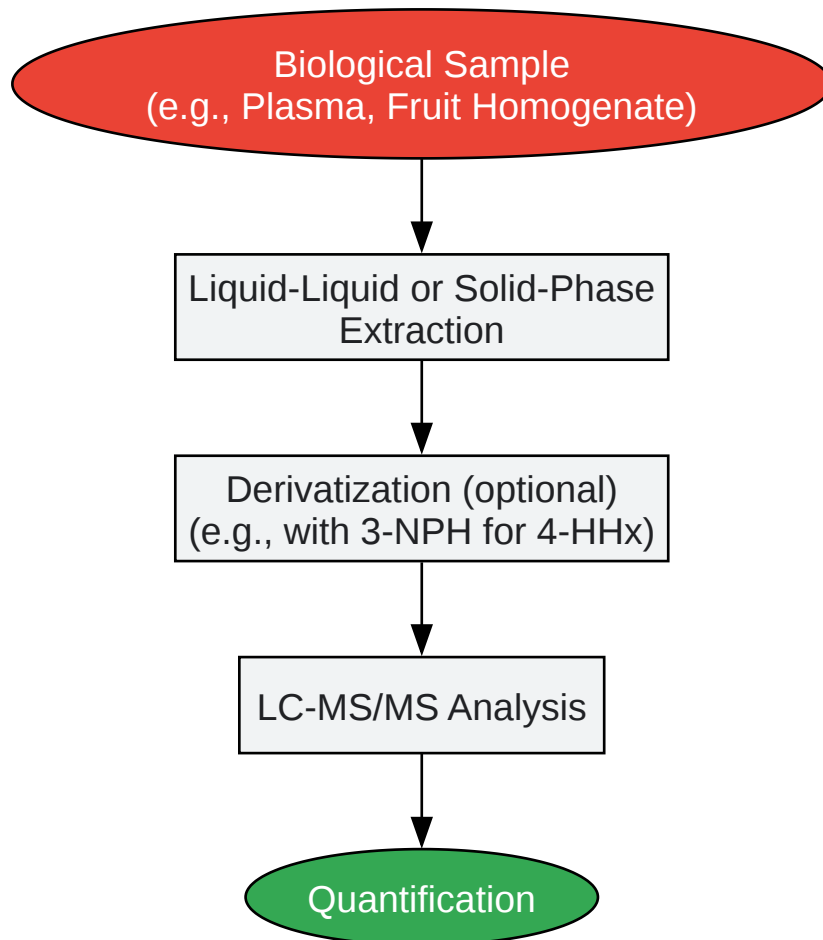 Biological Sample
(e.g., Plasma, Fruit Homogenate)
Liquid-Liquid or Solid-Phase
Extraction
Derivatization (optional)
(e.g., with 3-NPH for 4-HHx)
LC-MS/MS Analysis
Quantification